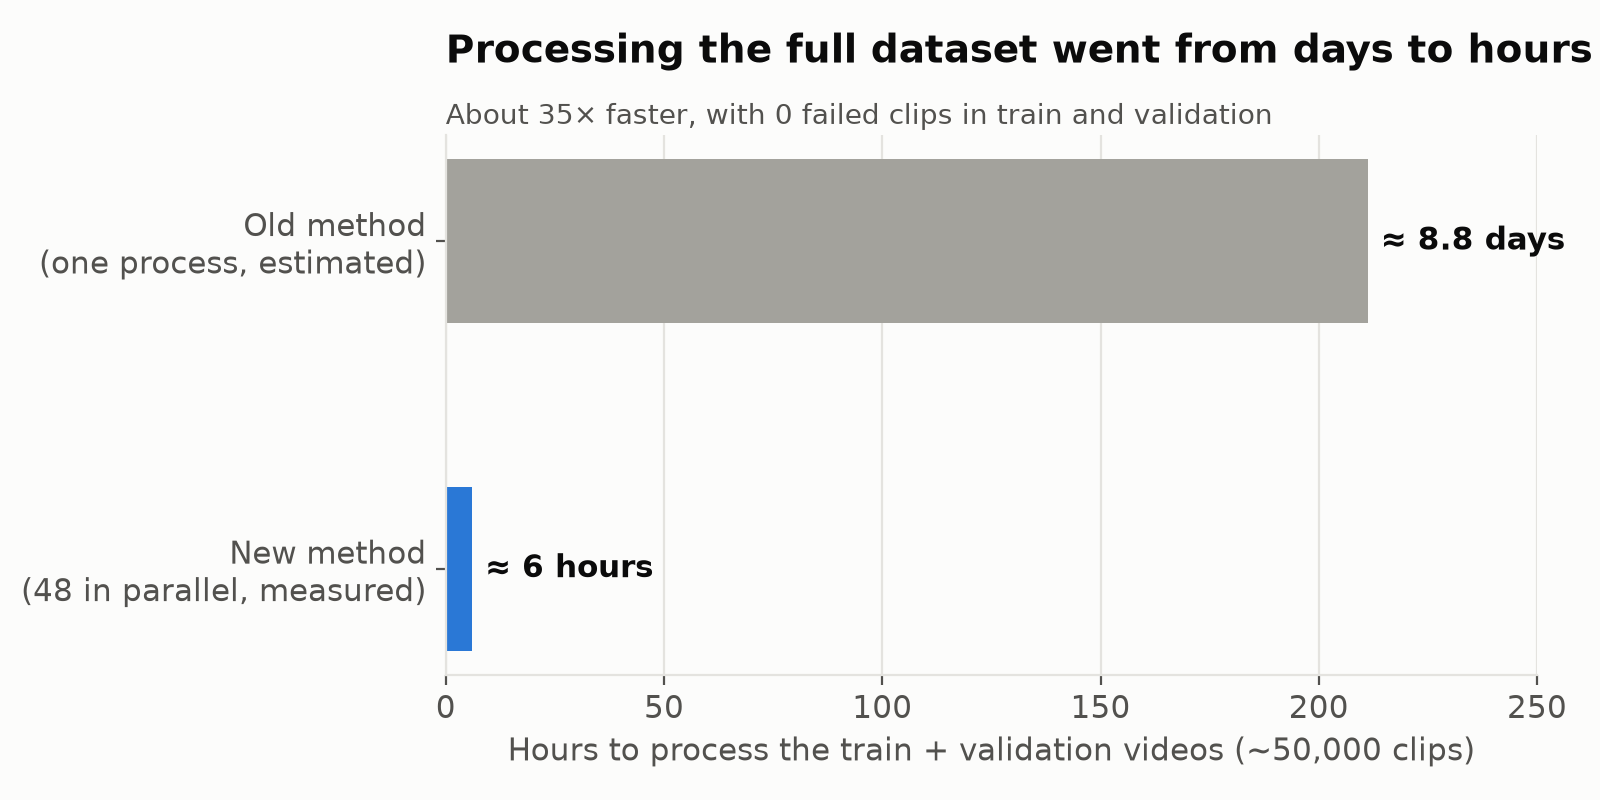 Processing the full dataset went from days to hours
About 35× faster, with 0 failed clips in train and validation
Old method
(one process, estimated)
≈ 8.8 days
New method
(48 in parallel, measured)
≈ 6 hours
0 50 100 150 200 250
Hours to process the train + validation videos (~50,000 clips)